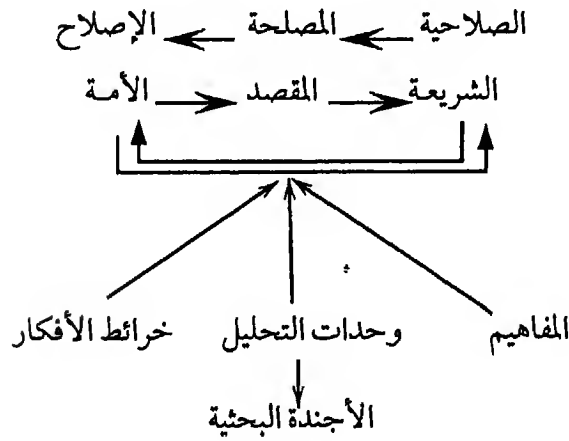 الصلاحية المصلحة الإصلاح
الشريعة المقصد الأمة
المفاهيم وحدات التحليل خرائط الأفكار
الأجندة البحثية